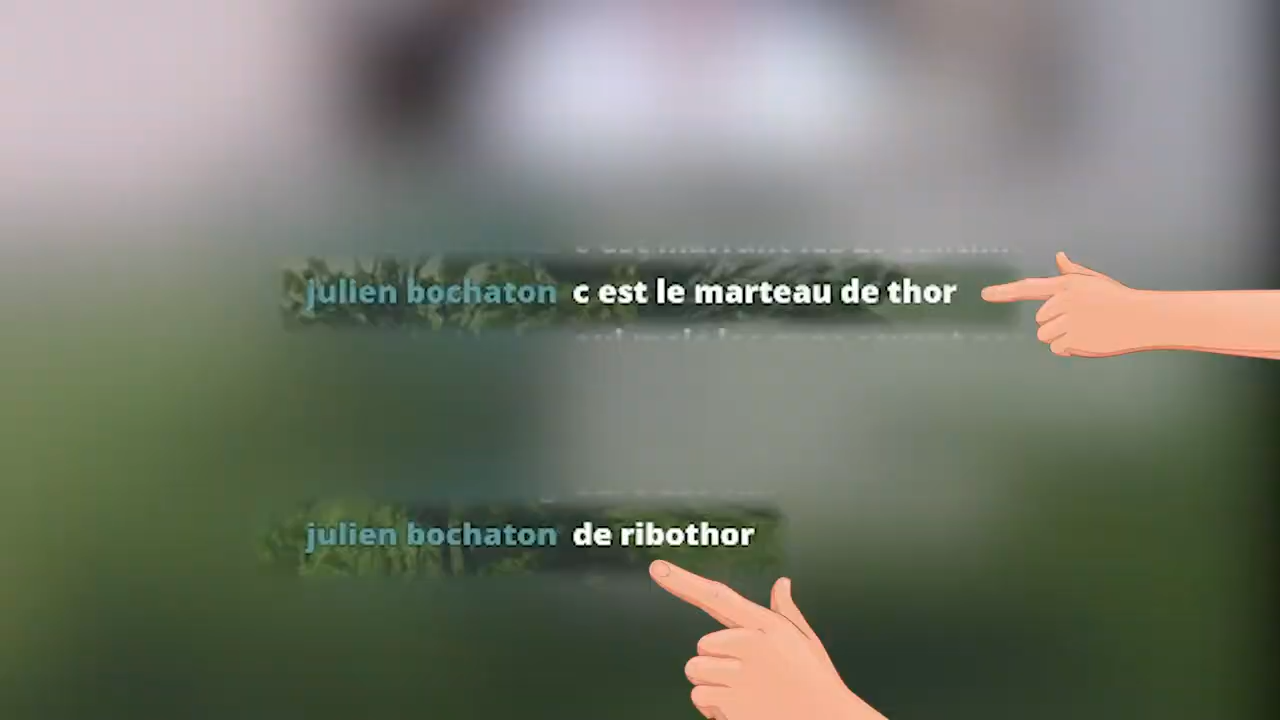 julien bochaton c est le marteau de thor
julien bochaton de ribothor